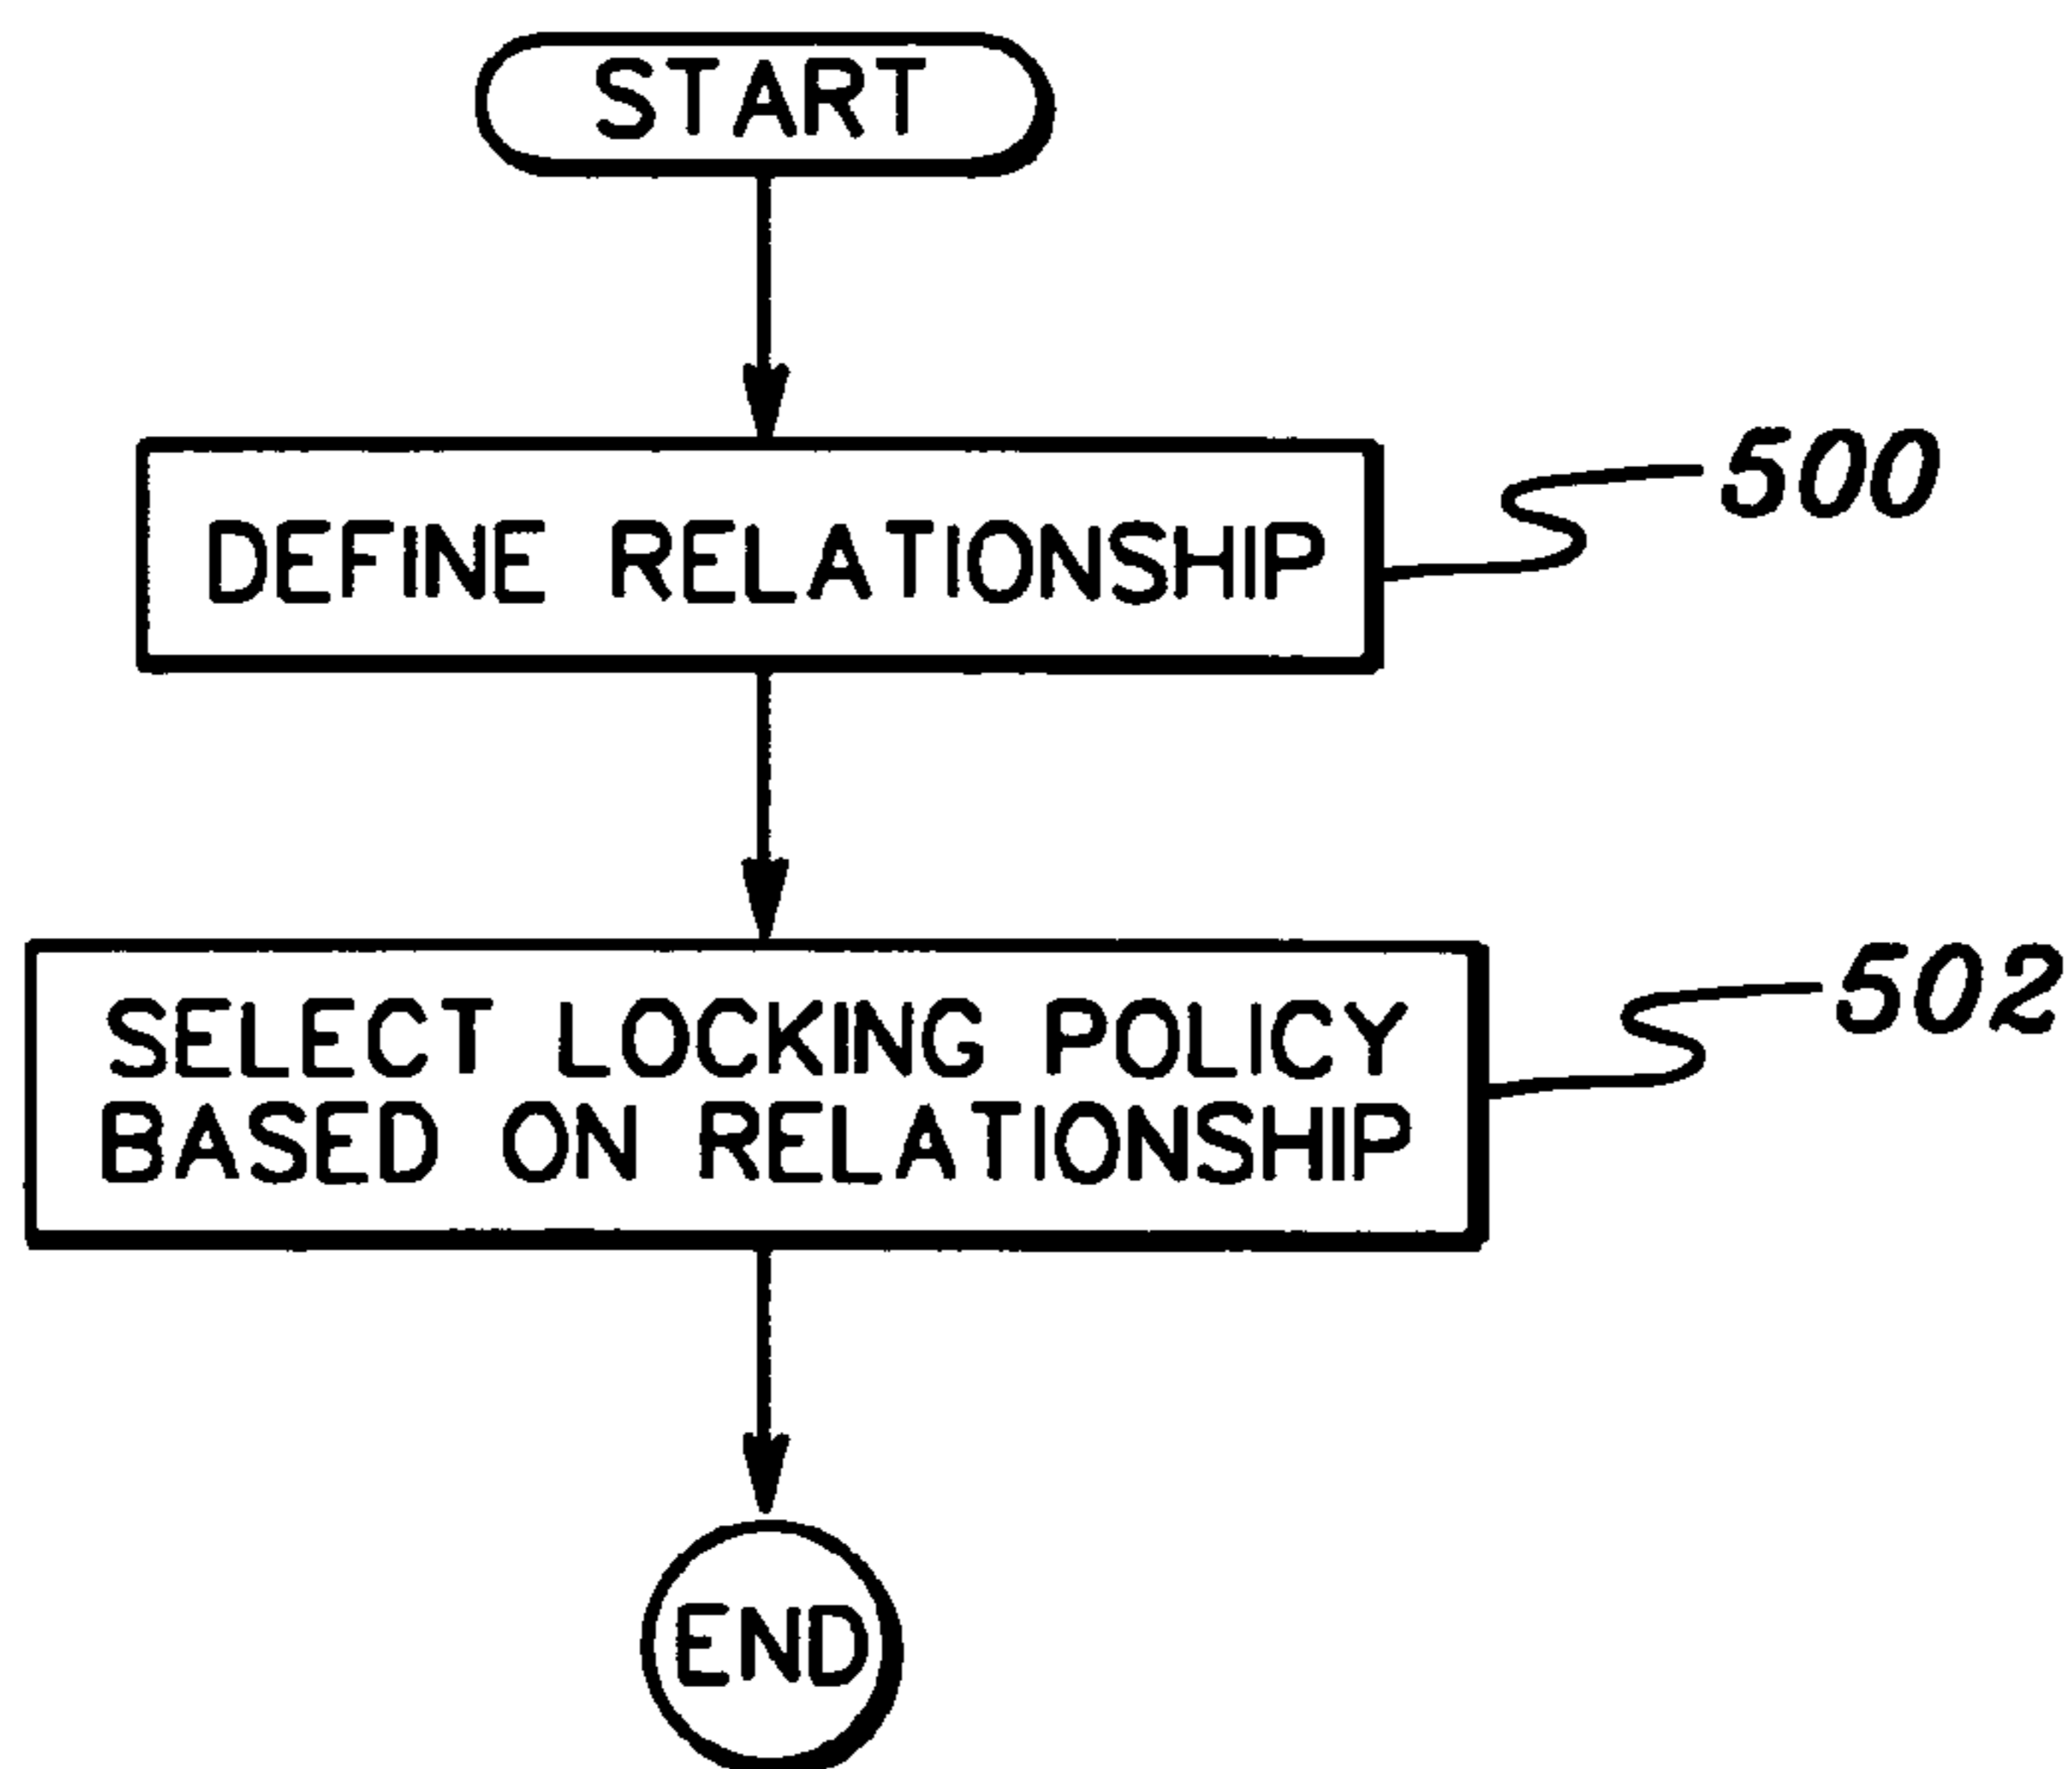 START
DEFINE RELATIONSHIP
500
SELECT LOCKING POLICY
BASED ON RELATIONSHIP
502
END